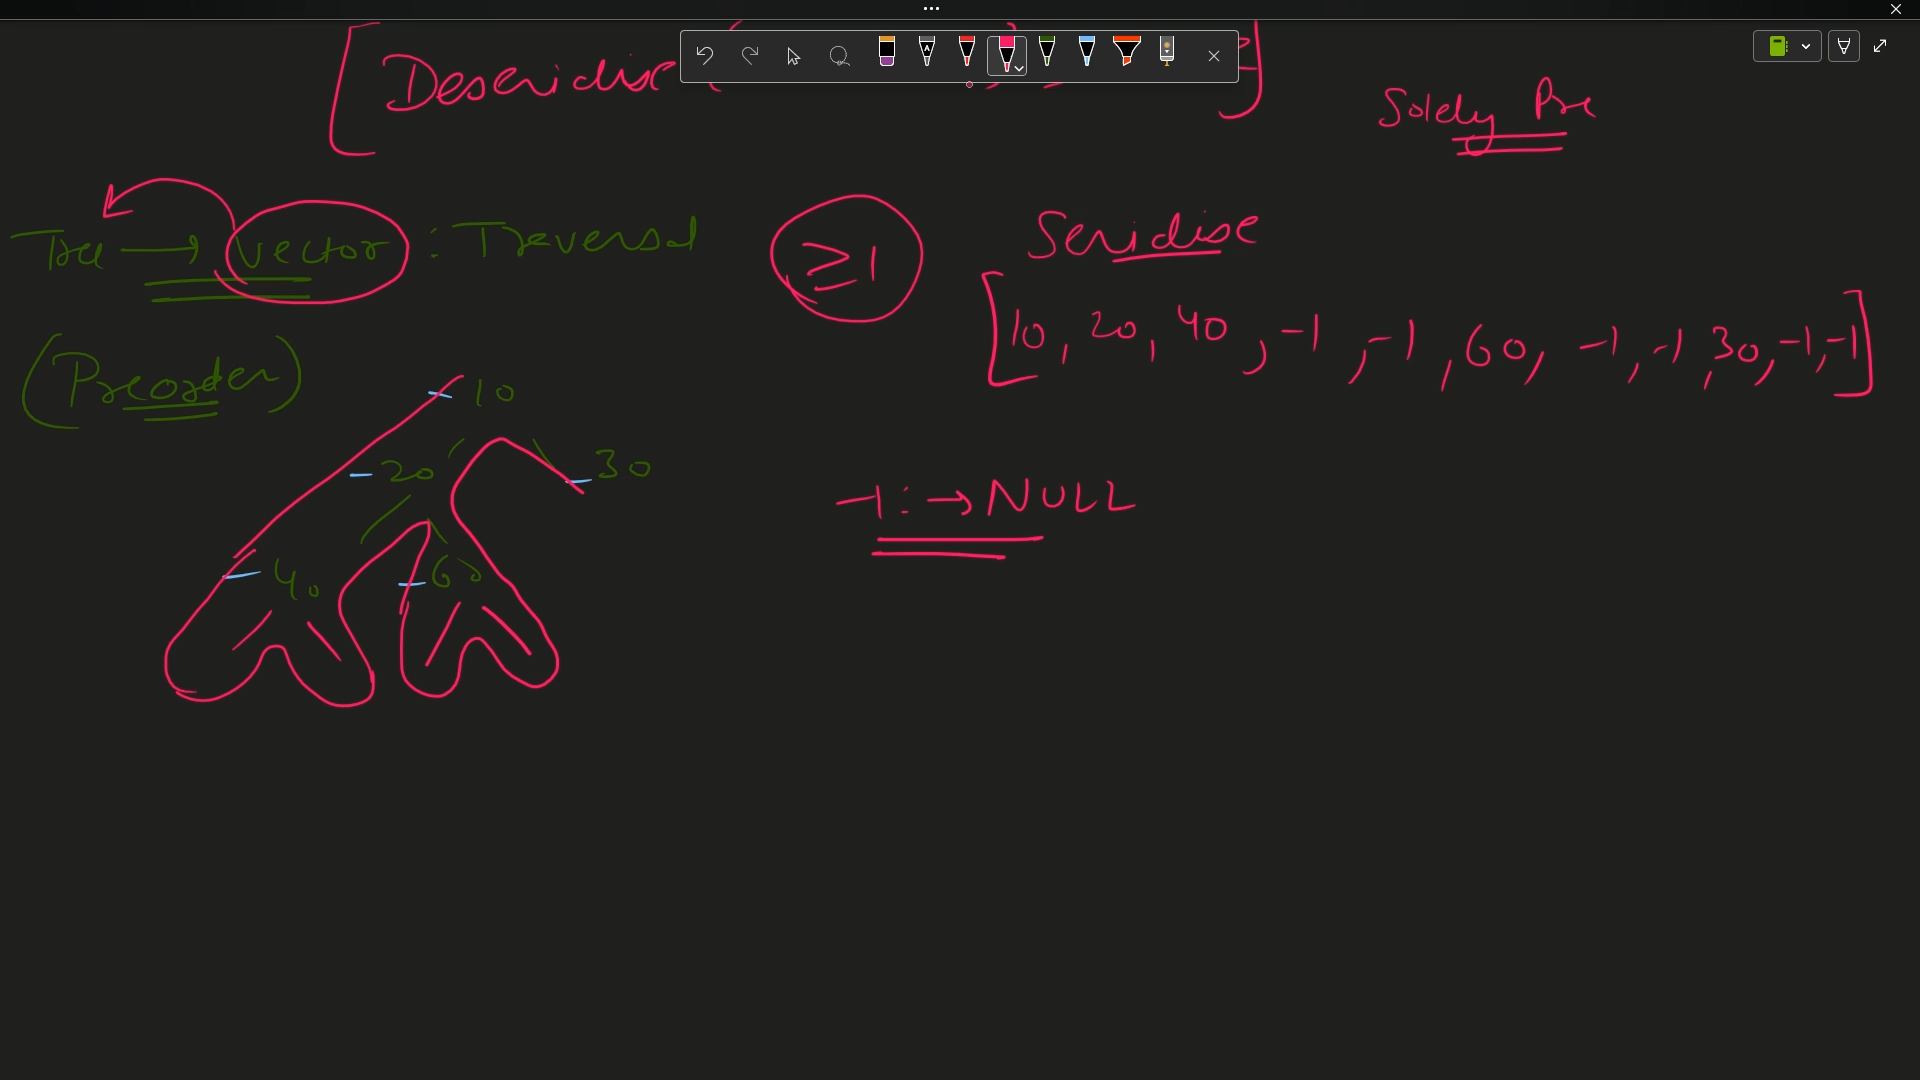 [Deserialise (
Solely Pre
Tree → Vector : Traversal
≥1
Serialise
[10, 20, 40, -1, -1, 60, -1, -1, 30, -1, -1]
(Preorder)
10
20
30
-1 : → NULL
40
60